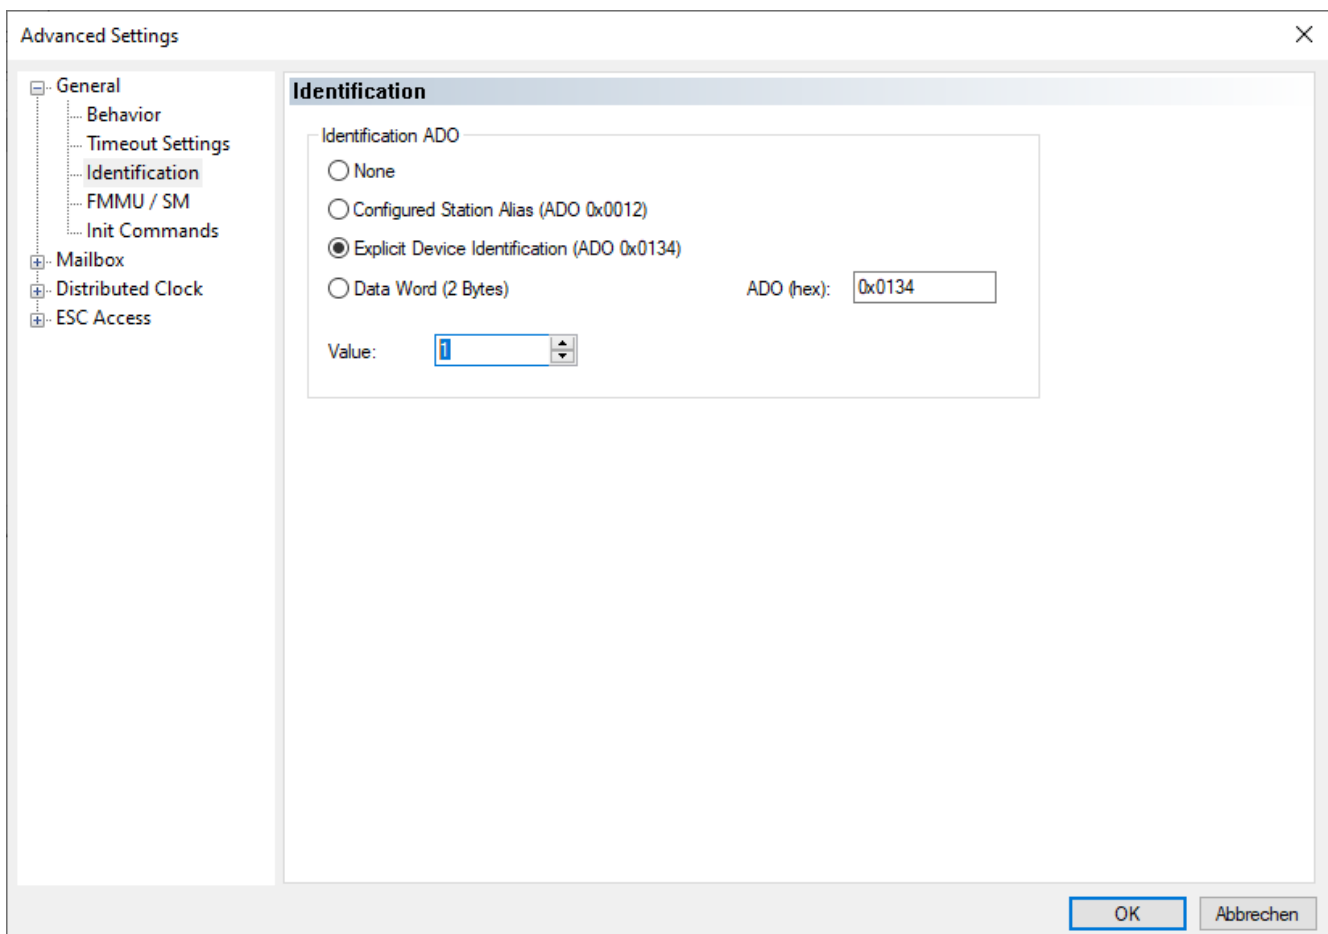 Advanced Settings
General
Behavior
Timeout Settings
Identification
FMMU / SM
Init Commands
Mailbox
Distributed Clock
ESC Access
Identification
Identification ADO
None
Configured Station Alias (ADO 0x0012)
Explicit Device Identification (ADO 0x0134)
Data Word (2 Bytes) ADO (hex): 0x0134
Value: 1
OK Abbrechen